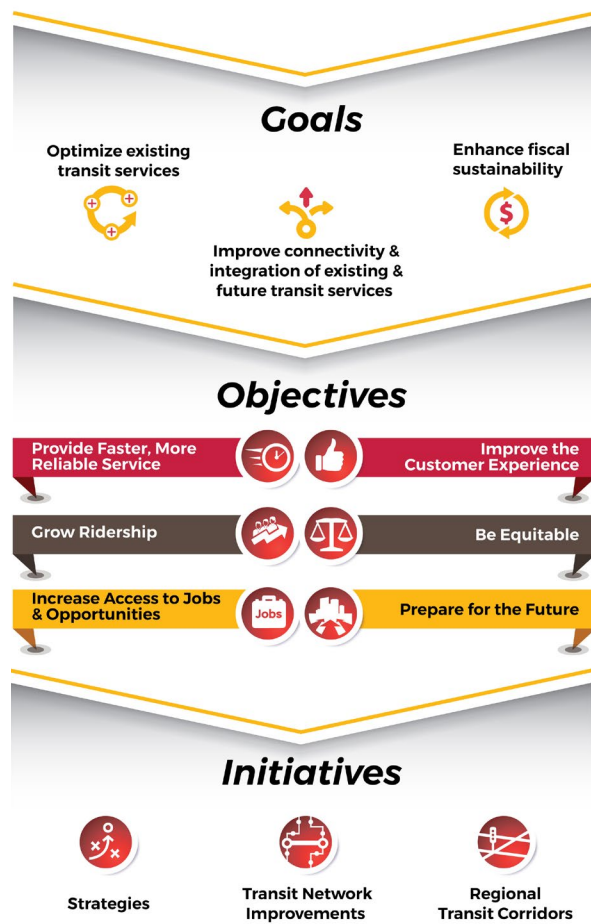 Goals
Optimize existing
transit services
Enhance fiscal
sustainability
$
Improve connectivity &
integration of existing &
future transit services
Objectives
Provide Faster, More
Reliable Service
Improve the
Customer Experience
Grow Ridership
Be Equitable
Increase Access to Jobs
& Opportunities
Jobs
Prepare for the Future
Initiatives
Strategies
Transit Network
Improvements
Regional
Transit Corridors